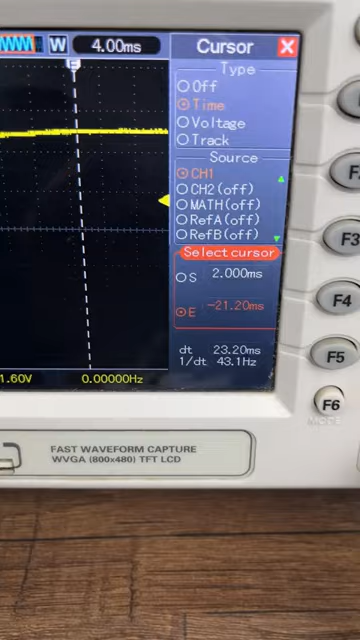 W 4.00ms
Cursor X
Type
Off
Time
Voltage
Track
Source
CH1
CH2(off)
MATH(off)
RefA(off)
RefB(off)
Select cursor
S 2.000ms
E -21.20ms
dt 23.20ms
1/dt 43.1Hz
E
1.60V 0.00000Hz
F3
F4
F5
F6
MORE
FAST WAVEFORM CAPTURE
WVGA (800x480) TFT LCD